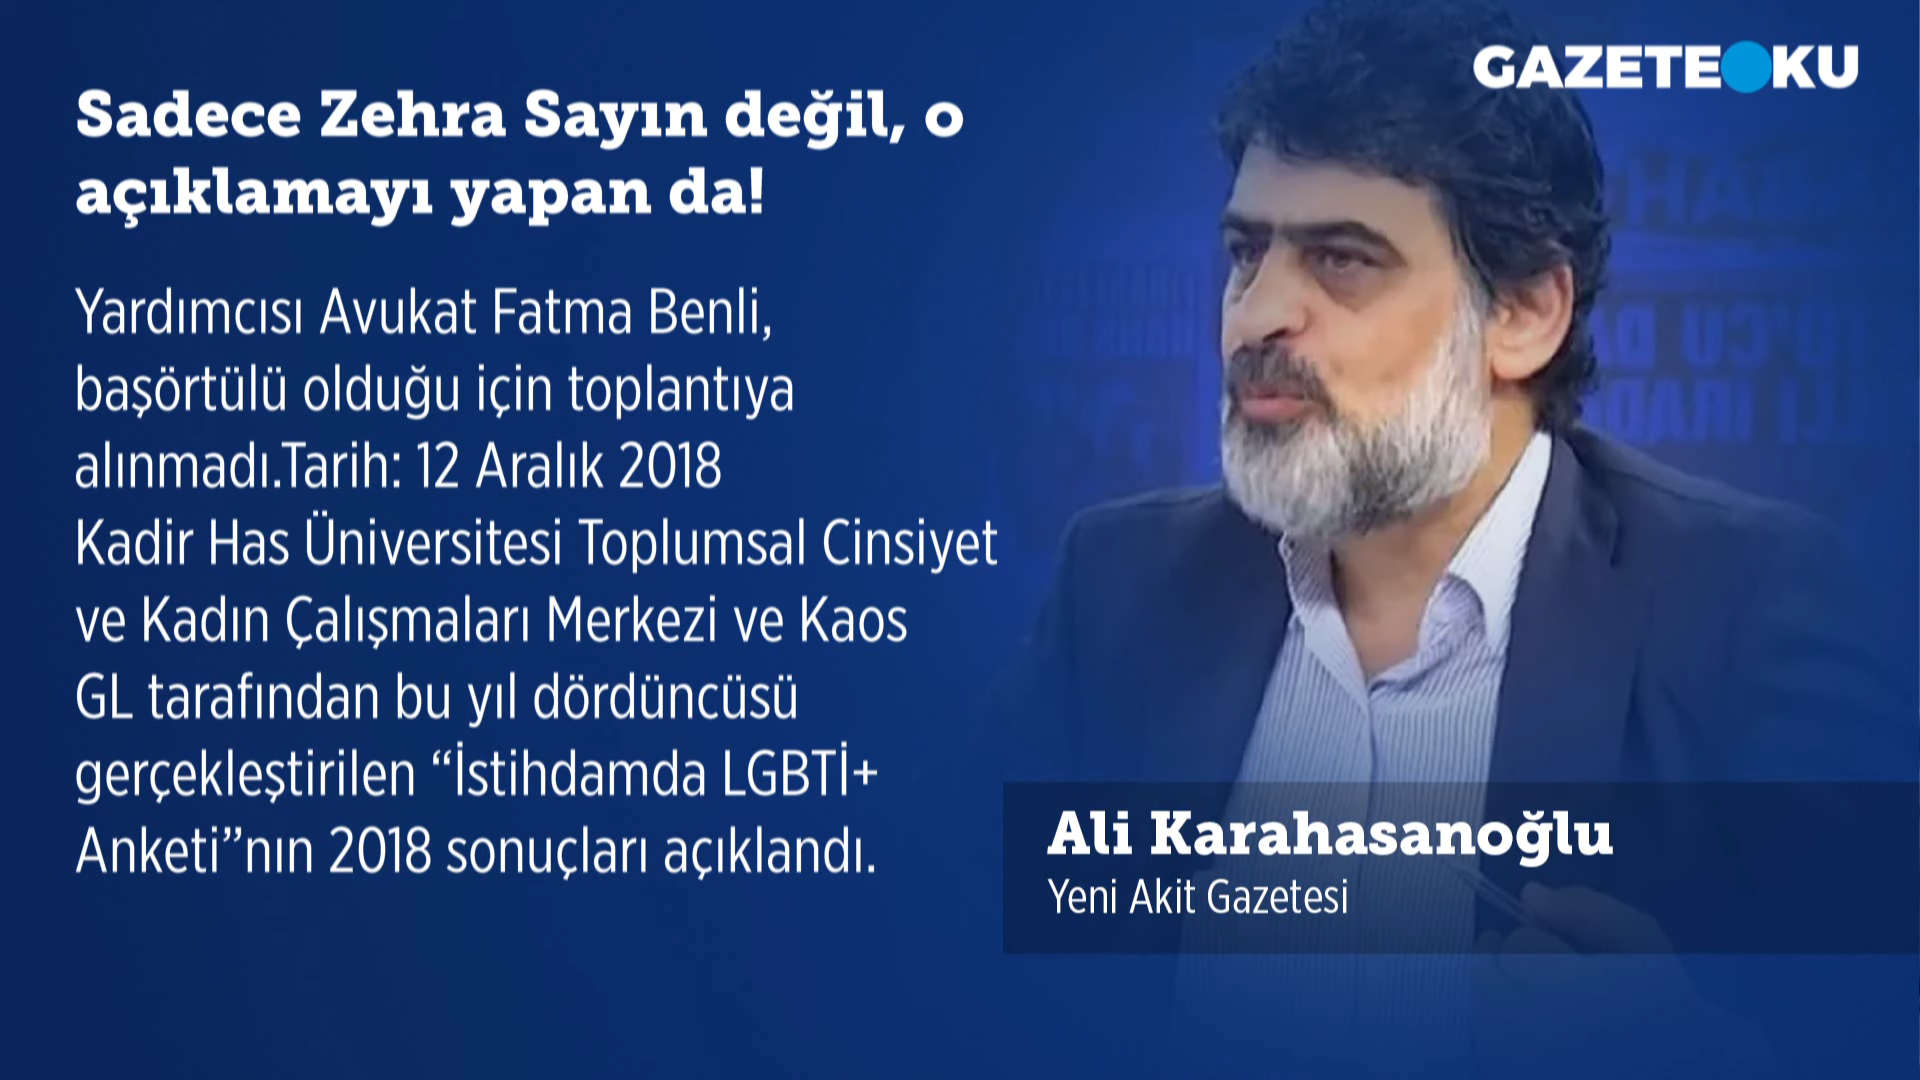 GAZETE KU
Sadece Zehra Sayın değil, o
açıklamayı yapan da!
Yardımcısı Avukat Fatma Benli,
başörtülü olduğu için toplantıya
alınmadı.Tarih: 12 Aralık 2018
Kadir Has Üniversitesi Toplumsal Cinsiyet
ve Kadın Çalışmaları Merkezi ve Kaos
GL tarafından bu yıl dördüncüsü
gerçekleştirilen “İstihdamda LGBTİ+
Anketi”nın 2018 sonuçları açıklandı.
Ali Karahasanoğlu
Yeni Akit Gazetesi